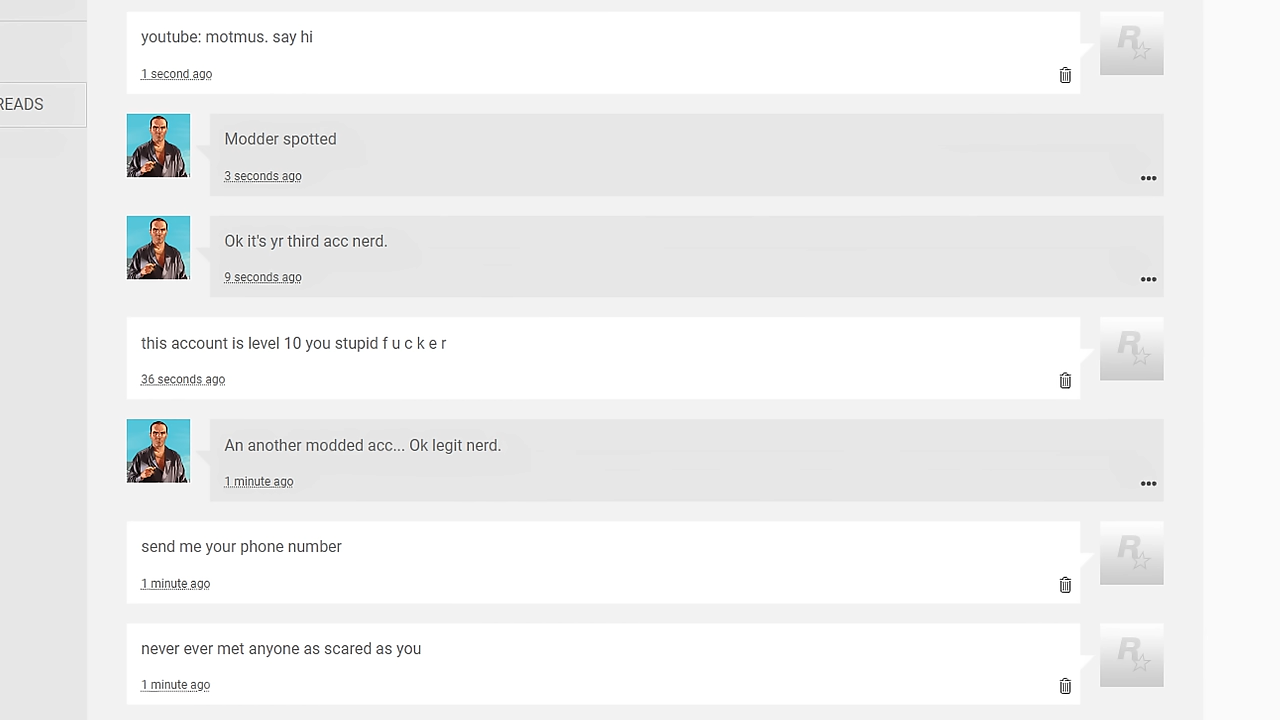 youtube: motmus. say hi
1 second ago
READS
Modder spotted
3 seconds ago
Ok it's yr third acc nerd.
9 seconds ago
this account is level 10 you stupid f u c k e r
36 seconds ago
An another modded acc... Ok legit nerd.
1 minute ago
send me your phone number
1 minute ago
never ever met anyone as scared as you
1 minute ago